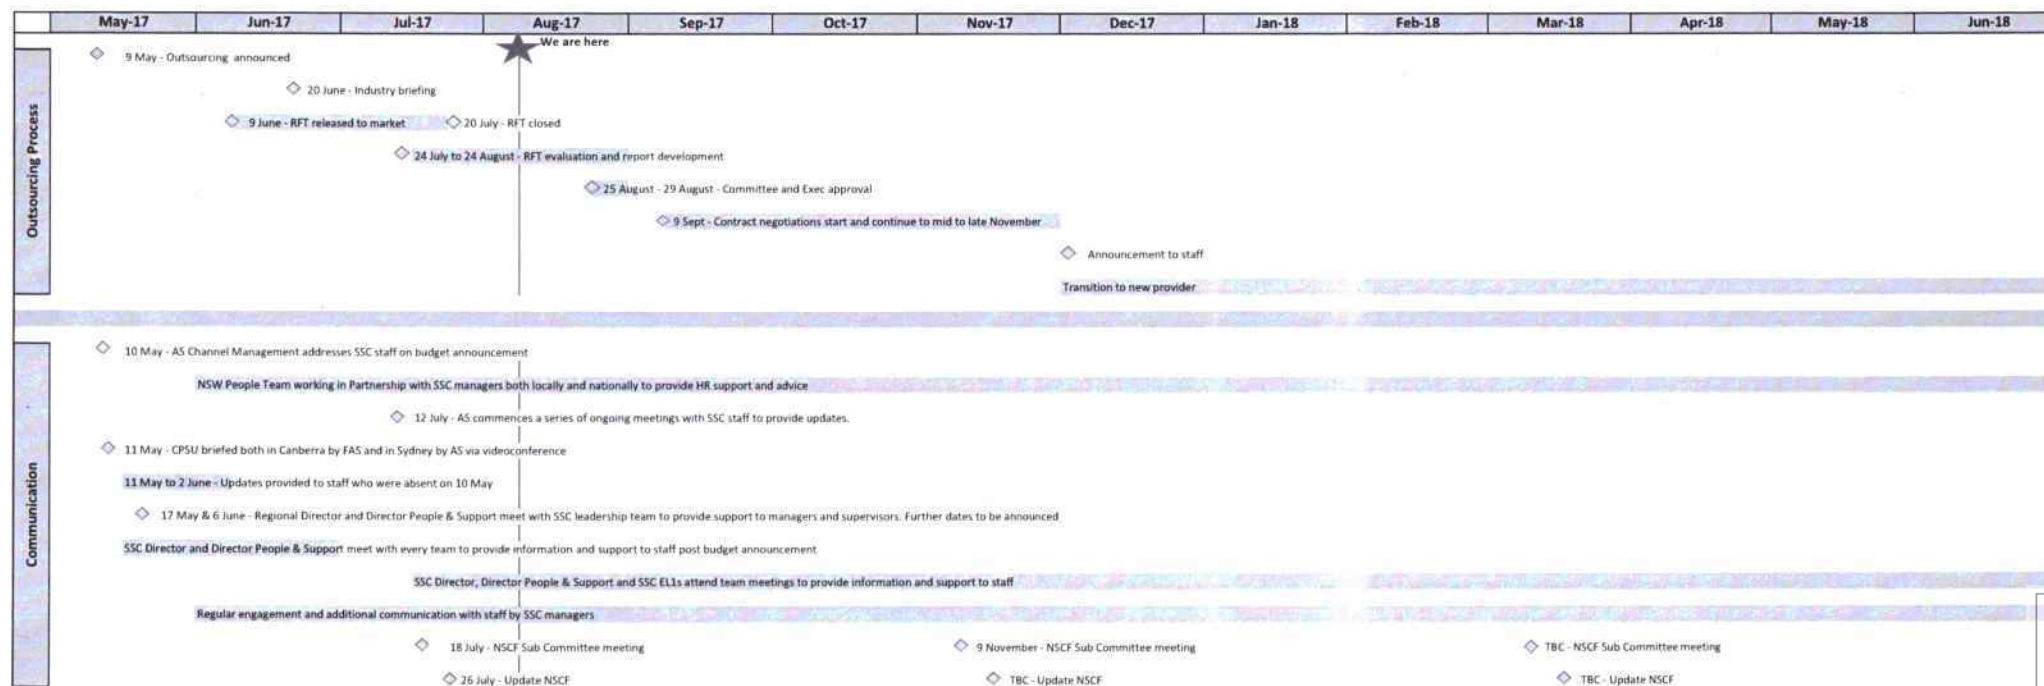 May-17 Jun-17 Jul-17 Aug-17 Sep-17 Oct-17 Nov-17 Dec-17 Jan-18 Feb-18 Mar-18 Apr-18 May-18 Jun-18
We are here
Outsourcing Process
9 May - Outsourcing announced
20 June - Industry briefing
9 June - RFT released to market 20 July - RFT closed
24 July to 24 August - RFT evaluation and report development
25 August - 29 August - Committee and Exec approval
9 Sept - Contract negotiations start and continue to mid to late November
Announcement to staff
Transition to new provider
Communication
10 May - AS Channel Management addresses SSC staff on budget announcement
NSW People Team working in Partnership with SSC managers both locally and nationally to provide HR support and advice
12 July - AS commences a series of ongoing meetings with SSC staff to provide updates.
11 May - CPSU briefed both in Canberra by FAS and in Sydney by AS via videoconference
11 May to 2 June - Updates provided to staff who were absent on 10 May
17 May & 6 June - Regional Director and Director People & Support meet with SSC leadership team to provide support to managers and supervisors. Further dates to be announced
SSC Director and Director People & Support meet with every team to provide information and support to staff post budget announcement
SSC Director, Director People & Support and SSC EL1s attend team meetings to provide information and support to staff
Regular engagement and additional communication with staff by SSC managers
18 July - NSCF Sub Committee meeting 9 November - NSCF Sub Committee meeting TBC - NSCF Sub Committee meeting
26 July - Update NSCF TBC - Update NSCF TBC - Update NSCF